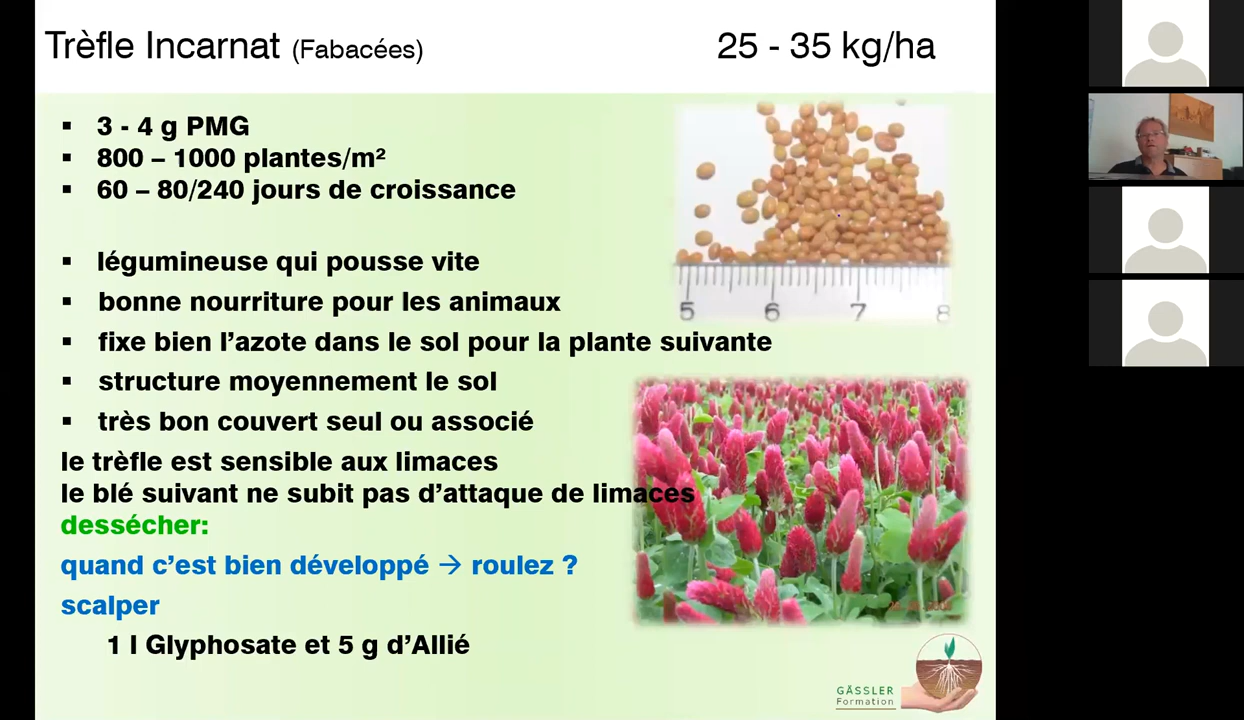 Trèfle Incarnat (Fabacées) 25 - 35 kg/ha
▪ 3 - 4 g PMG
▪ 800 – 1000 plantes/m²
▪ 60 – 80/240 jours de croissance
▪ légumineuse qui pousse vite
▪ bonne nourriture pour les animaux
▪ fixe bien l’azote dans le sol pour la plante suivante
▪ structure moyennement le sol
▪ très bon couvert seul ou associé
le trèfle est sensible aux limaces
le blé suivant ne subit pas d’attaque de limaces
dessécher:
quand c’est bien développé → roulez ?
scalper
1 l Glyphosate et 5 g d’Allié
5 6 7 8
GÄSSLER
Formation